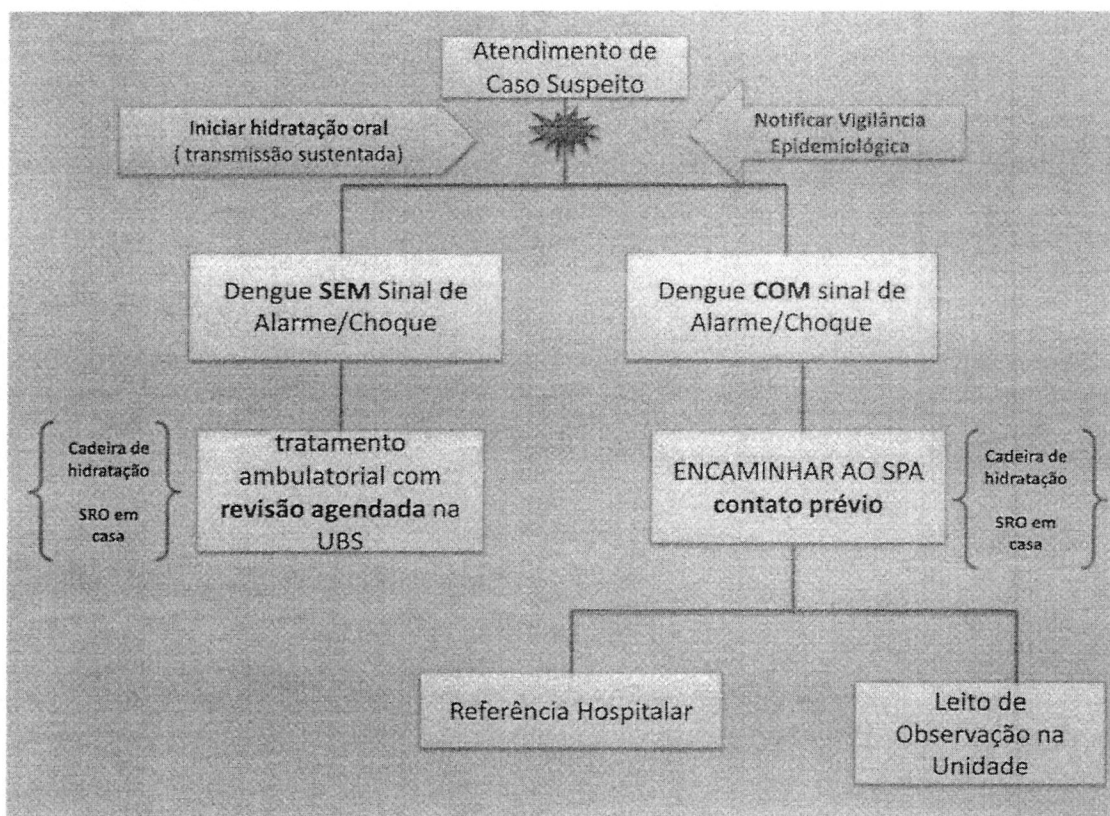 Atendimento de
Caso Suspeito
Iniciar hidratação oral
( transmissão sustentada)
Notificar Vigilância
Epidemiológica
Dengue SEM Sinal de
Alarme/Choque
Dengue COM sinal de
Alarme/Choque
Cadeira de
hidratação
SRO em
casa
tratamento
ambulatorial com
revisão agendada na
UBS
ENCAMINHAR AO SPA
contato prévio
Cadeira de
hidratação
SRO em
casa
Referência Hospitalar
Leito de
Observação na
Unidade